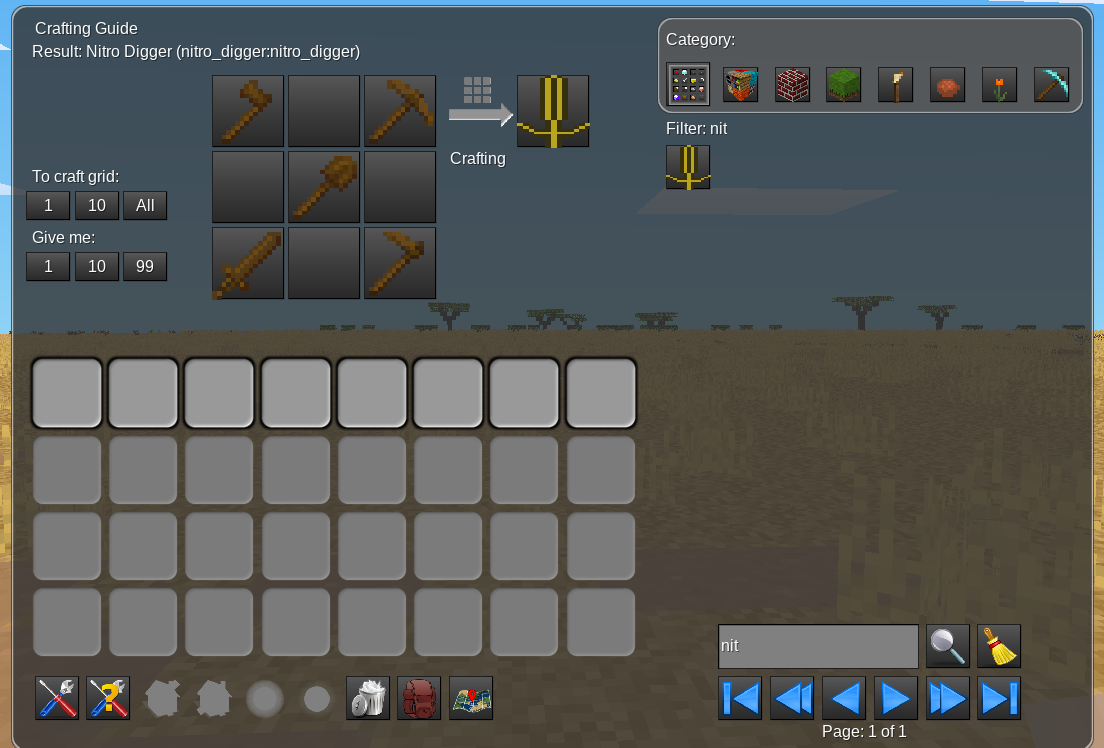 Crafting Guide
Result: Nitro Digger (nitro_digger:nitro_digger)
Category:
Crafting
Filter: nit
To craft grid:
1 10 All
Give me:
1 10 99
nit
Page: 1 of 1